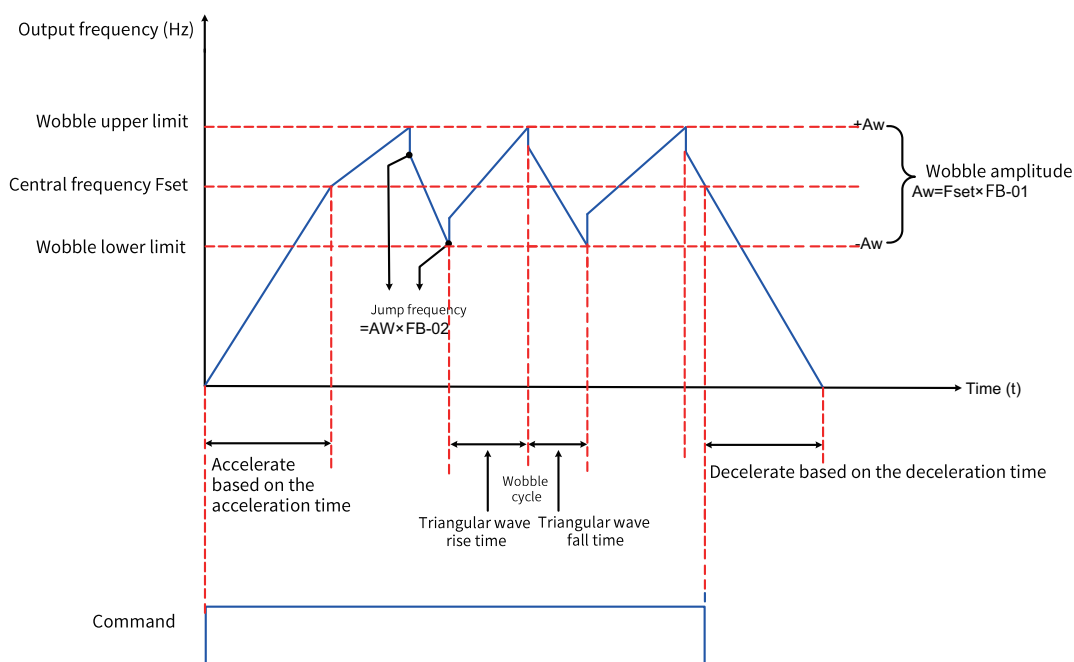 Output frequency (Hz)
Wobble upper limit
+Aw
Wobble amplitude
Central frequency Fset
Aw=Fset×FB-01
Wobble lower limit
-Aw
Jump frequency
=AW×FB-02
Time (t)
Accelerate
based on the
acceleration time
Decelerate based on the deceleration time
Wobble
cycle
Triangular wave
rise time
Triangular wave
fall time
Command